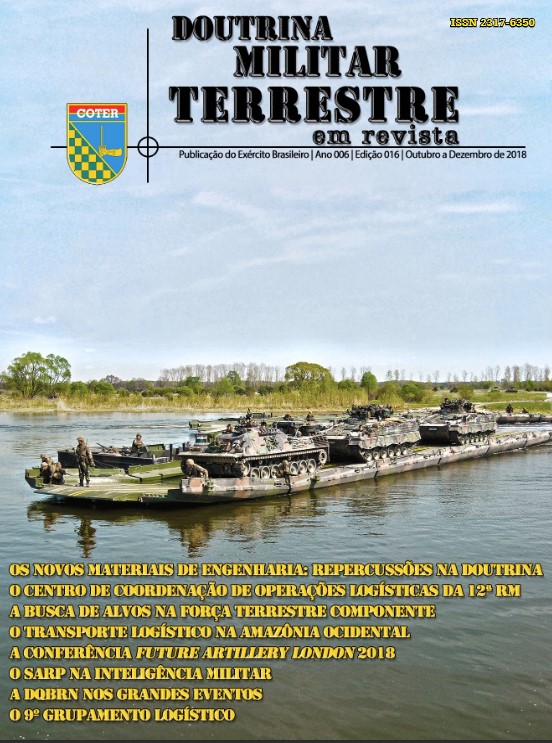 ISSN 2317-6350
DOUTRINA
MILITAR
TERRESTRE
em revista
COTER
Publicação do Exército Brasileiro | Ano 006 | Edição 016 | Outubro a Dezembro de 2018
OS NOVOS MATERIAIS DE ENGENHARIA: REPERCUSSÕES NA DOUTRINA
O CENTRO DE COORDENAÇÃO DE OPERAÇÕES LOGÍSTICAS DA 12ª RM
A BUSCA DE ALVOS NA FORÇA TERRESTRE COMPONENTE
O TRANSPORTE LOGÍSTICO NA AMAZÔNIA OCIDENTAL
A CONFERÊNCIA FUTURE ARTILLERY LONDON 2018
O SARP NA INTELIGÊNCIA MILITAR
A DQBRN NOS GRANDES EVENTOS
O 9º GRUPAMENTO LOGÍSTICO